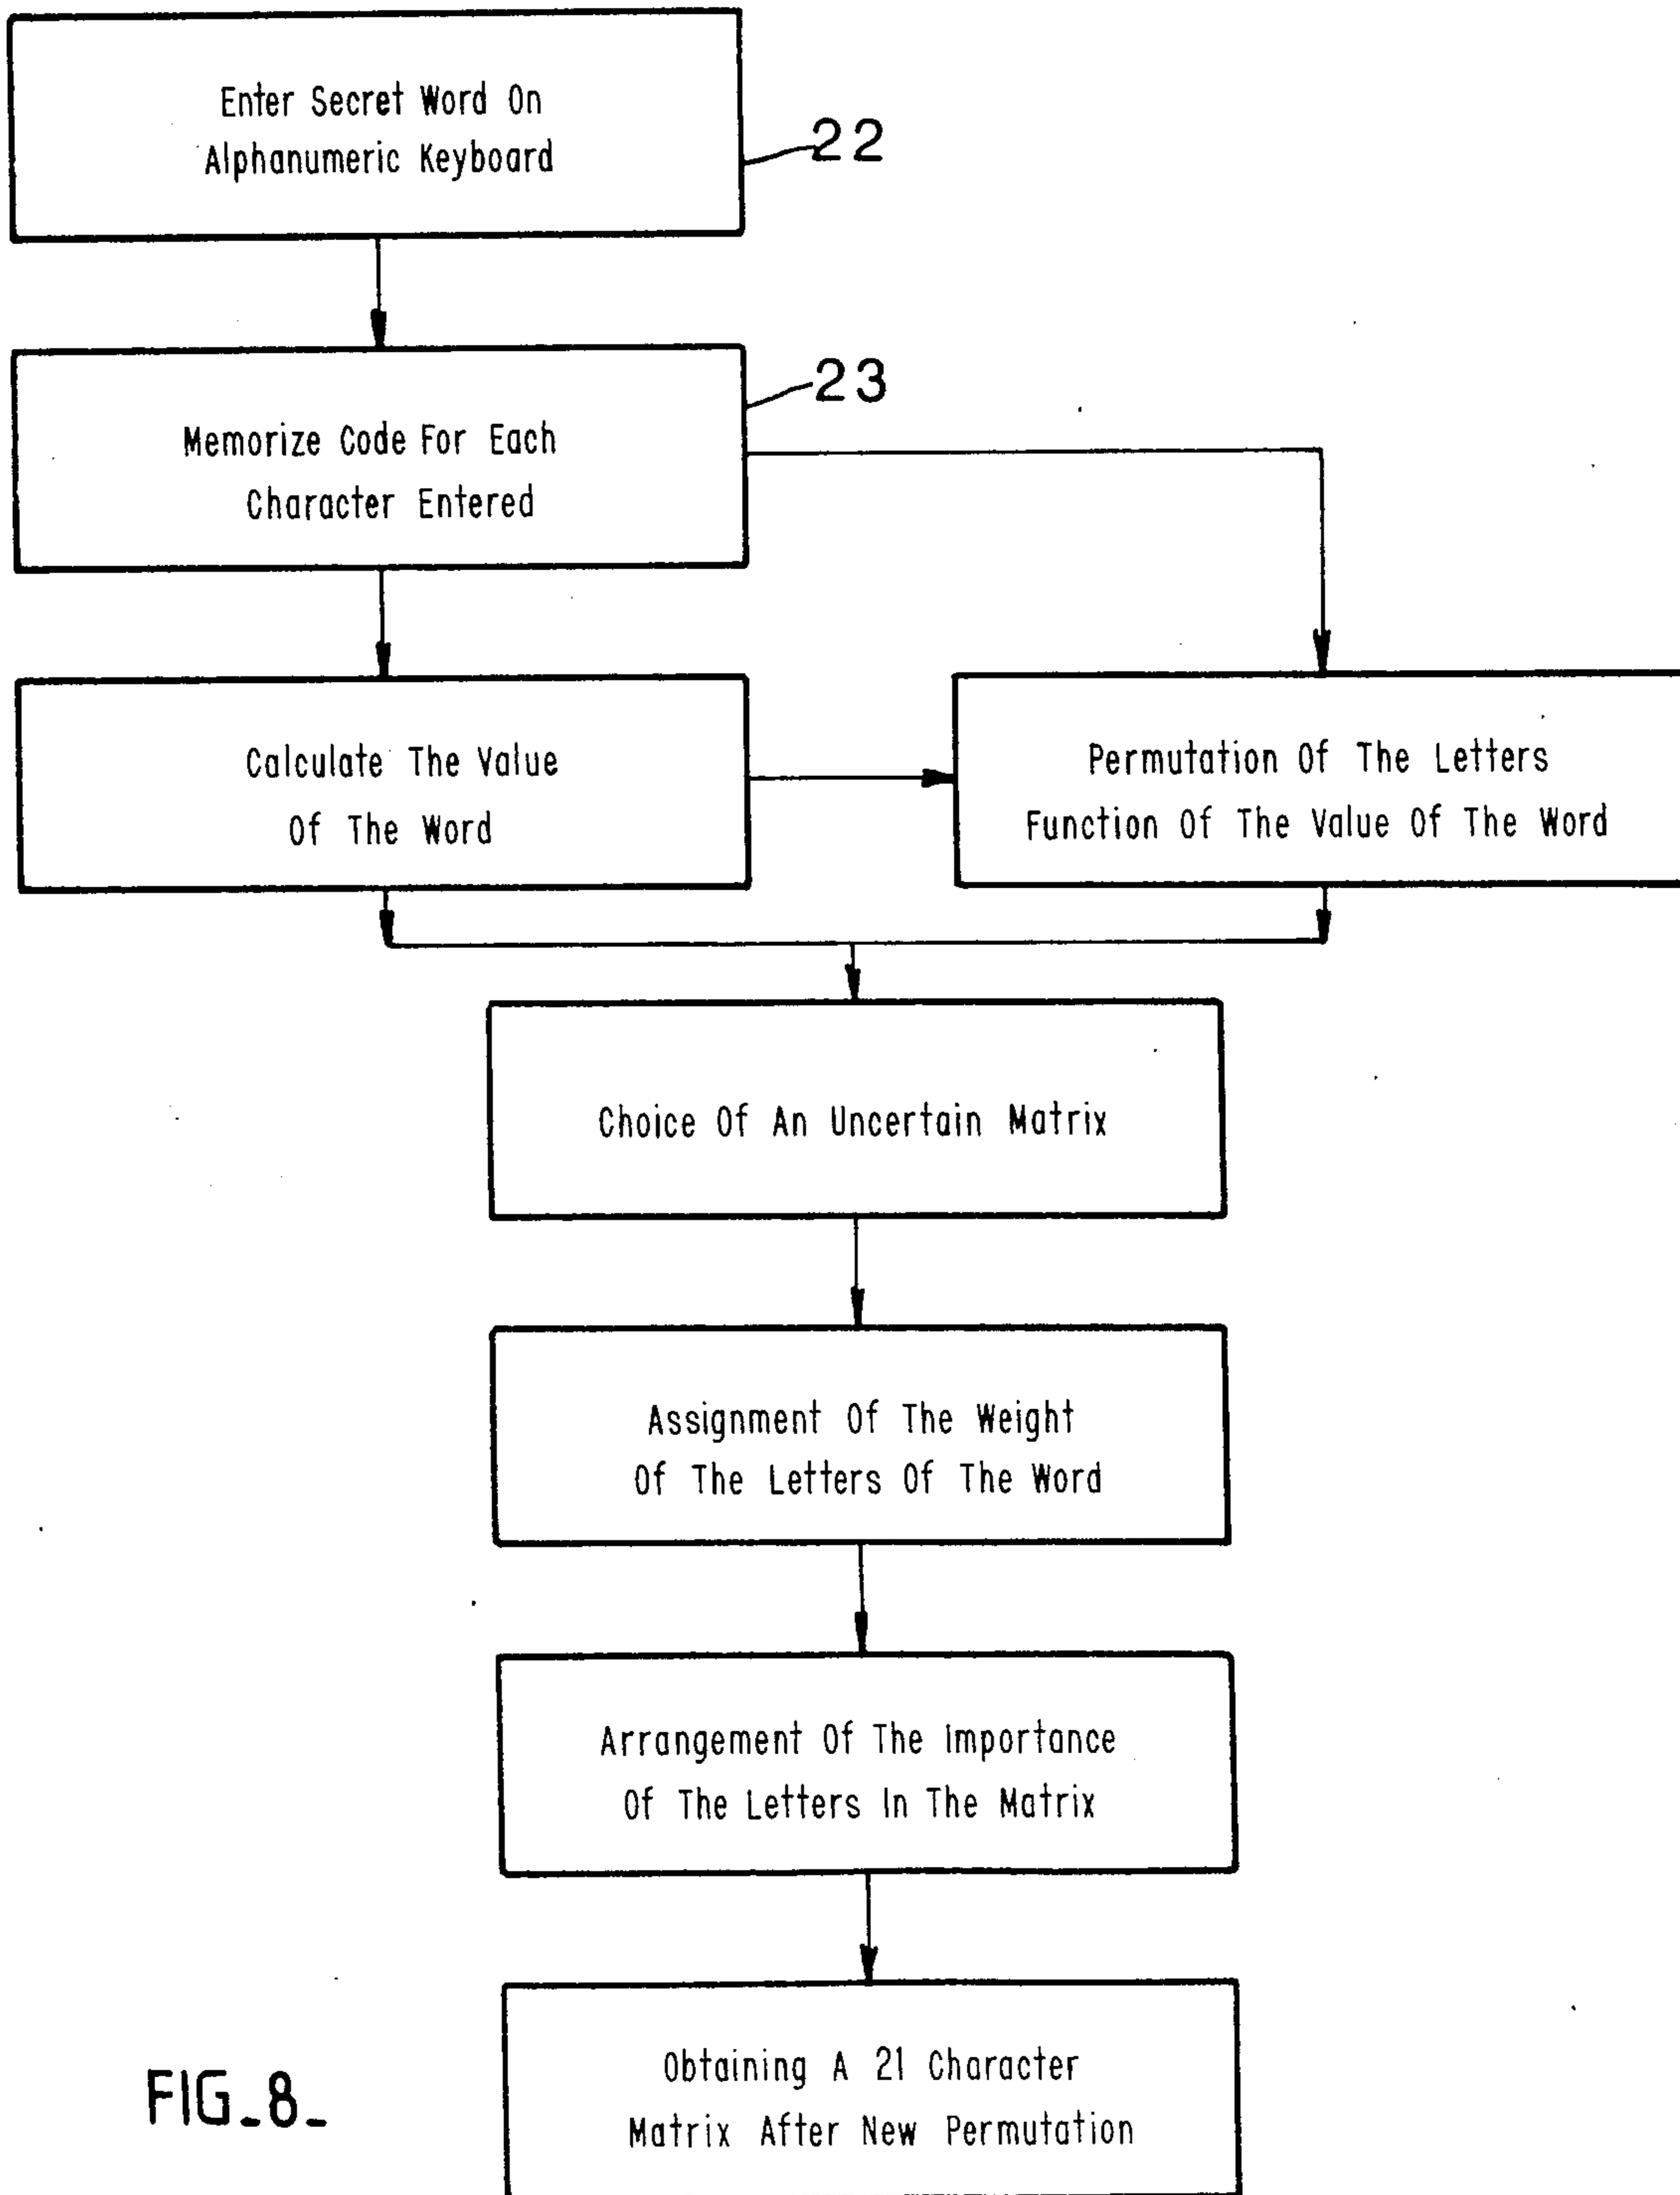 Enter Secret Word On
Alphanumeric Keyboard
22
Memorize Code For Each
Character Entered
23
Calculate The Value
Of The Word
Permutation Of The Letters
Function Of The Value Of The Word
Choice Of An Uncertain Matrix
Assignment Of The Weight
Of The Letters Of The Word
Arrangement Of The Importance
Of The Letters In The Matrix
Obtaining A 21 Character
Matrix After New Permutation
FIG_8_